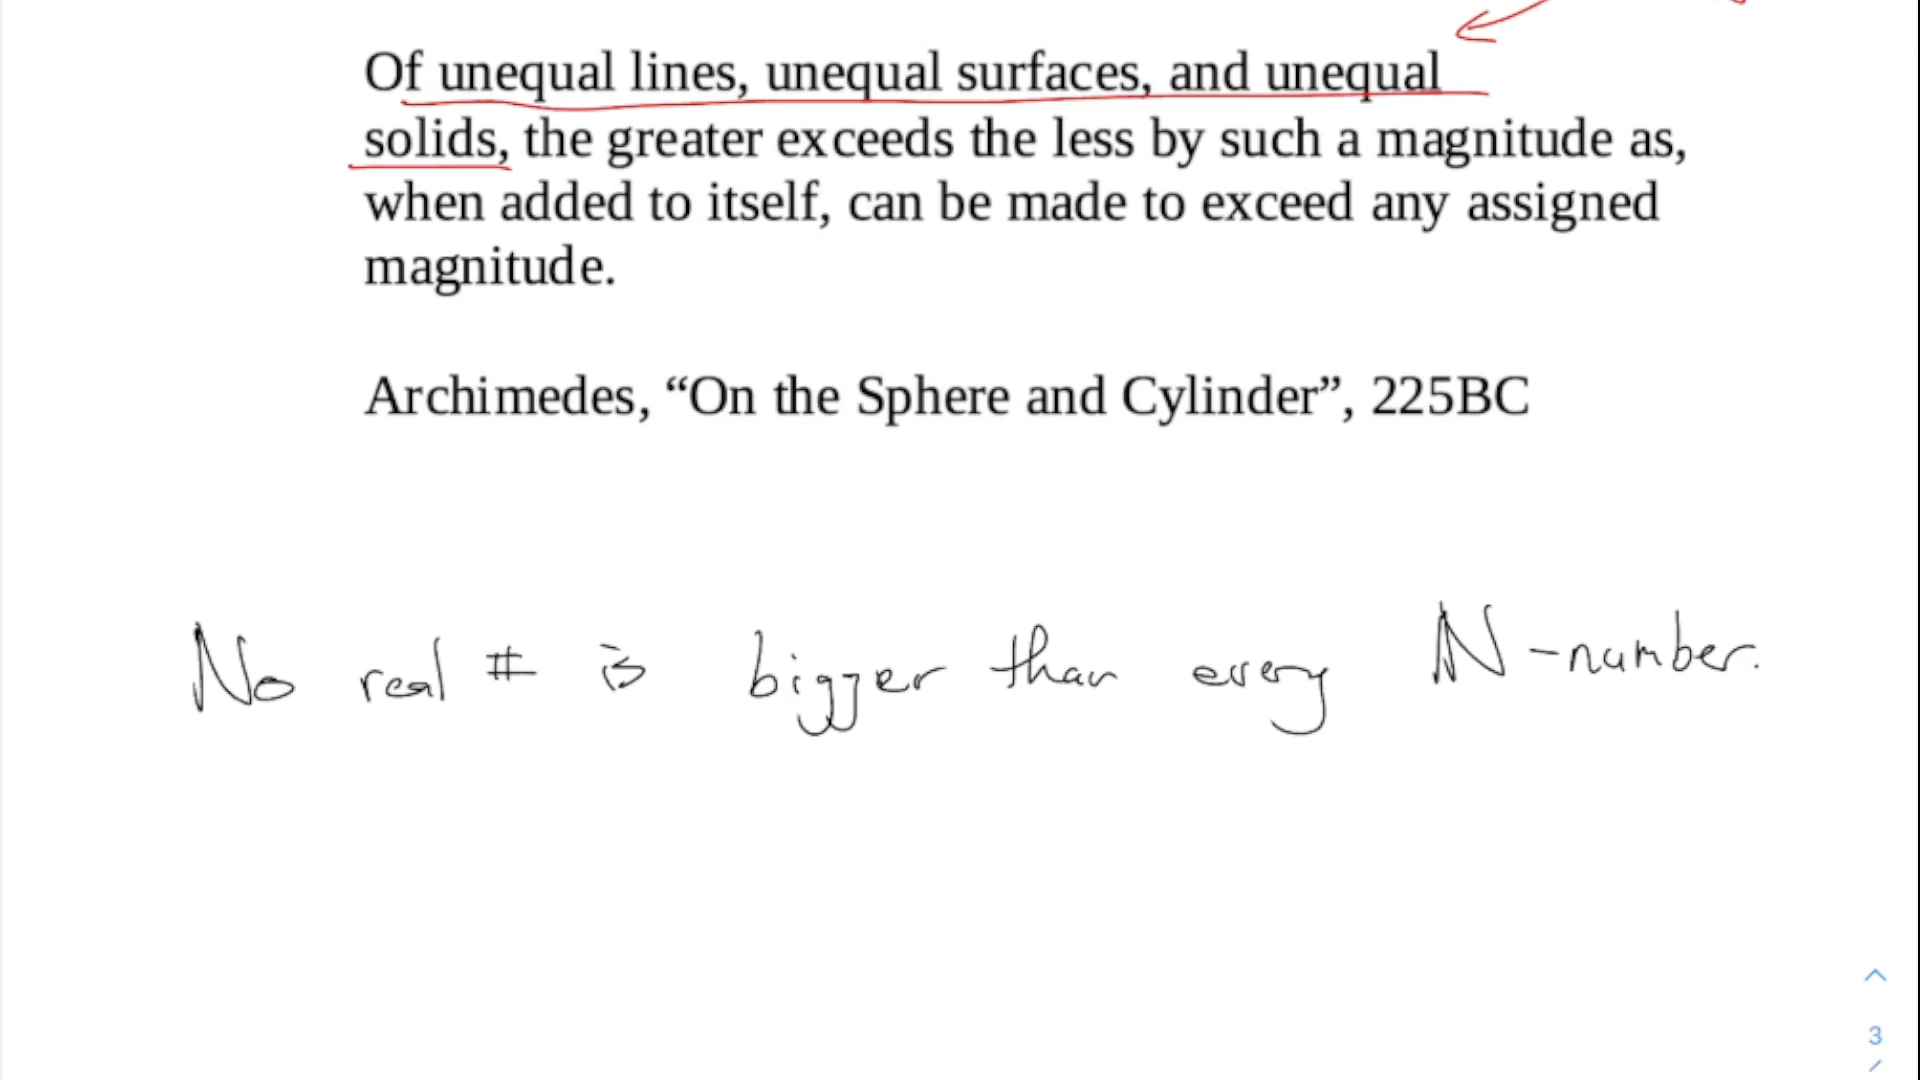 Of unequal lines, unequal surfaces, and unequal
solids, the greater exceeds the less by such a magnitude as,
when added to itself, can be made to exceed any assigned
magnitude.
Archimedes, “On the Sphere and Cylinder”, 225BC
No real # is bigger than every ℕ-number.
3